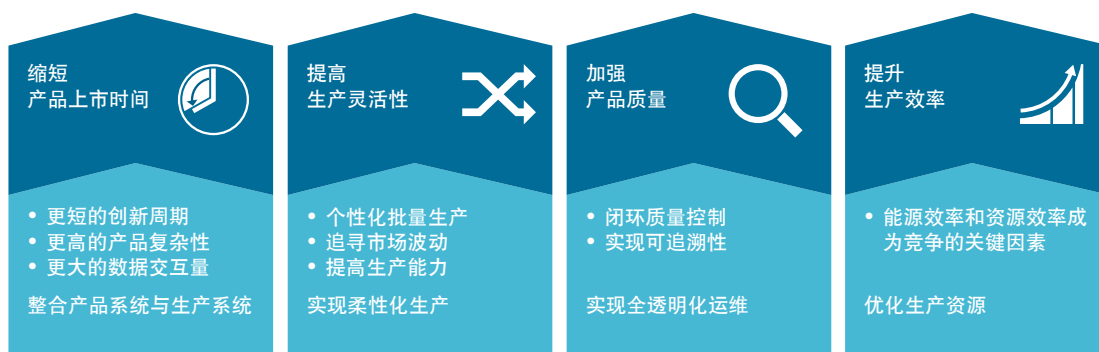 缩短
产品上市时间
提高
生产灵活性
加强
产品质量
提升
生产效率
• 更短的创新周期
• 更高的产品复杂性
• 更大的数据交互量
整合产品系统与生产系统
• 个性化批量生产
• 追寻市场波动
• 提高生产能力
实现柔性化生产
• 闭环质量控制
• 实现可追溯性
实现全透明化运维
• 能源效率和资源效率成
为竞争的关键因素
优化生产资源